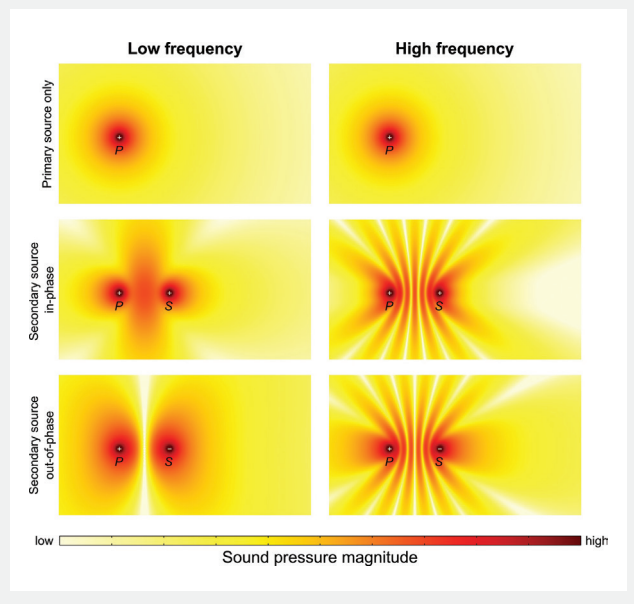 Low frequency
High frequency
Primary source only
P
P
Secondary source
in-phase
P
S
P
S
Secondary source
out-of-phase
P
S
P
S
low
high
Sound pressure magnitude